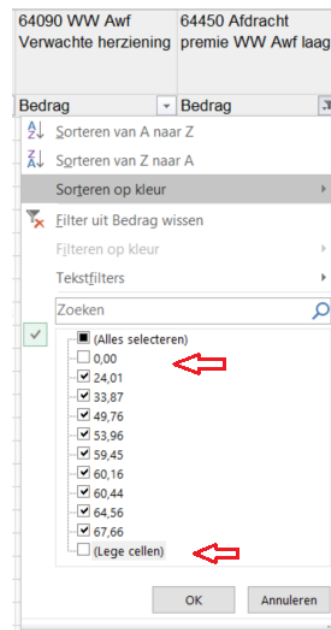 64090 WW Awf 64450 Afdracht
Verwachte herziening premie WW Awf laag
Bedrag Bedrag
Sorteren van A naar Z
Sorteren van Z naar A
Sorteren op kleur
Filter uit Bedrag wissen
Filteren op kleur
Tekstfilters
Zoeken
(Alles selecteren)
0,00
24,01
33,87
49,76
53,96
59,45
60,16
60,44
64,56
67,66
(Lege cellen)
OK Annuleren